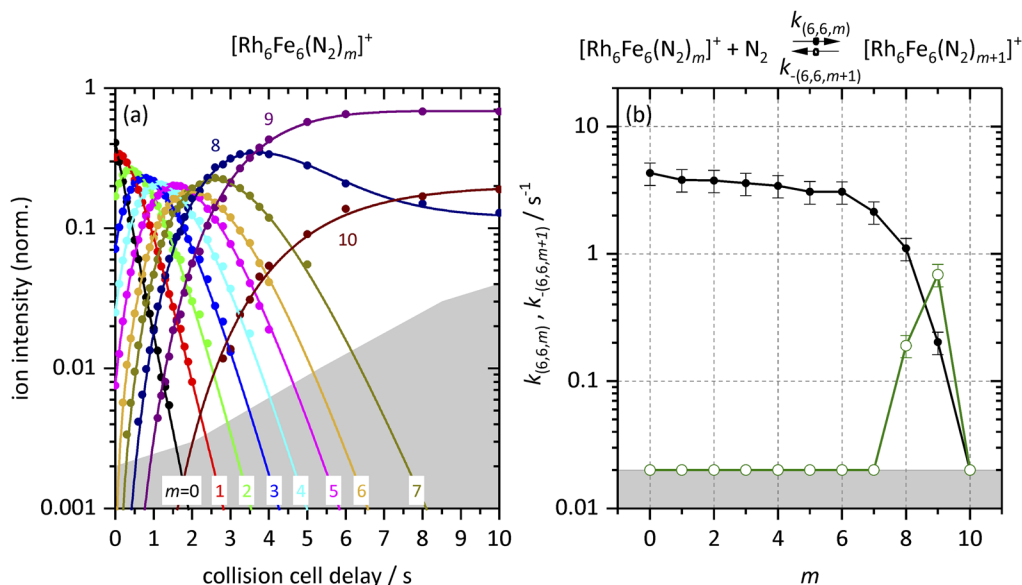 [Rh6Fe6(N2)m]+
(a)
1
0.1
0.01
0.001
ion intensity (norm.)
8
9
10
m=0 1 2 3 4 5 6 7
0 1 2 3 4 5 6 7 8 9 10
collision cell delay / s
k(6,6,m)
[Rh6Fe6(N2)m]+ + N2 [Rh6Fe6(N2)m+1]+
k-(6,6,m+1)
(b)
10
1
0.1
0.01
k(6,6,m) , k-(6,6,m+1) / s-1
0 2 4 6 8 10
m